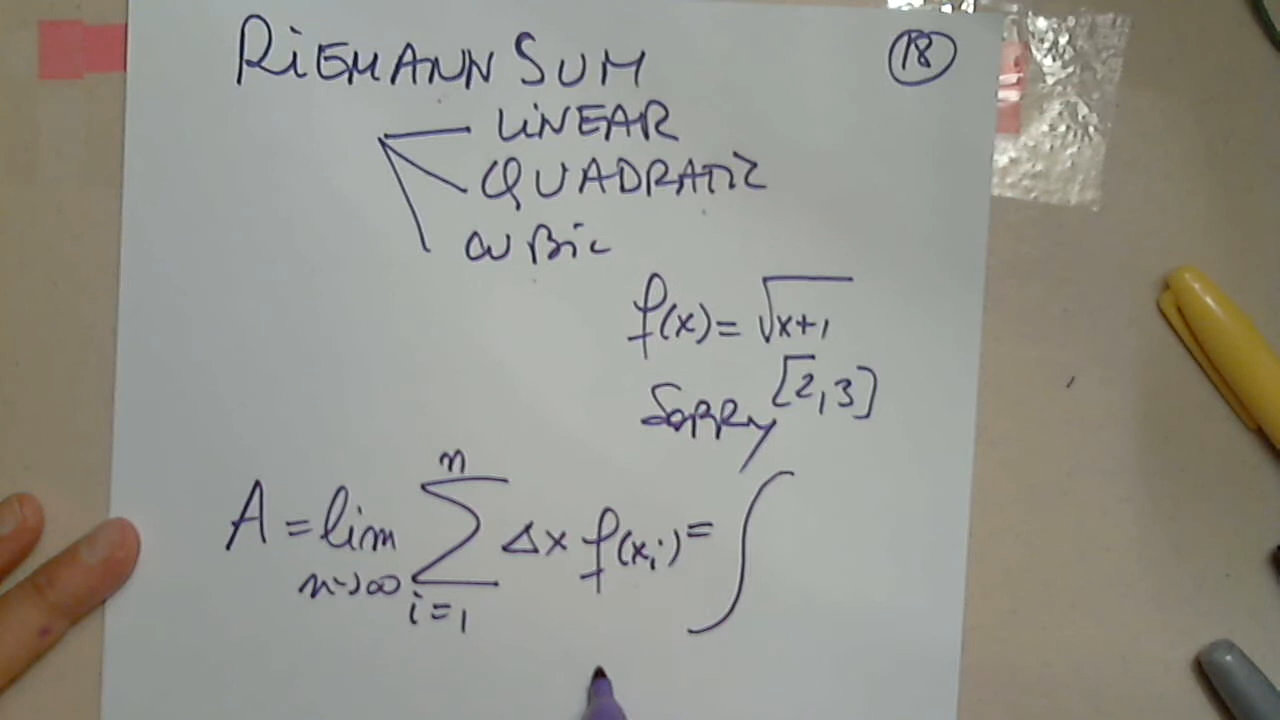 RIEMANN SUM
18
LINEAR
QUADRATIC
CUBIC
f(x) = √x+1
SORRY [2,3]
n
A = lim Σ Δx f(xi) = ∫
n→∞ i=1